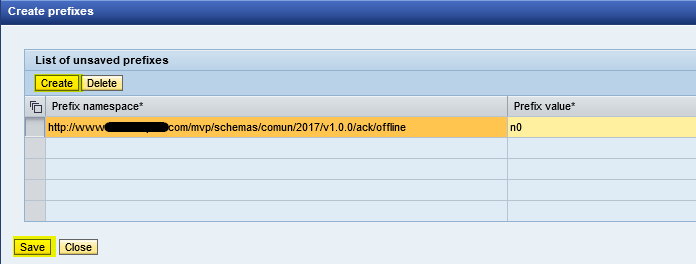 Create prefixes
List of unsaved prefixes
Create Delete
Prefix namespace* Prefix value*
http://www com/mvp/schemas/comun/2017/v1.0.0/ack/offline n0
Save Close